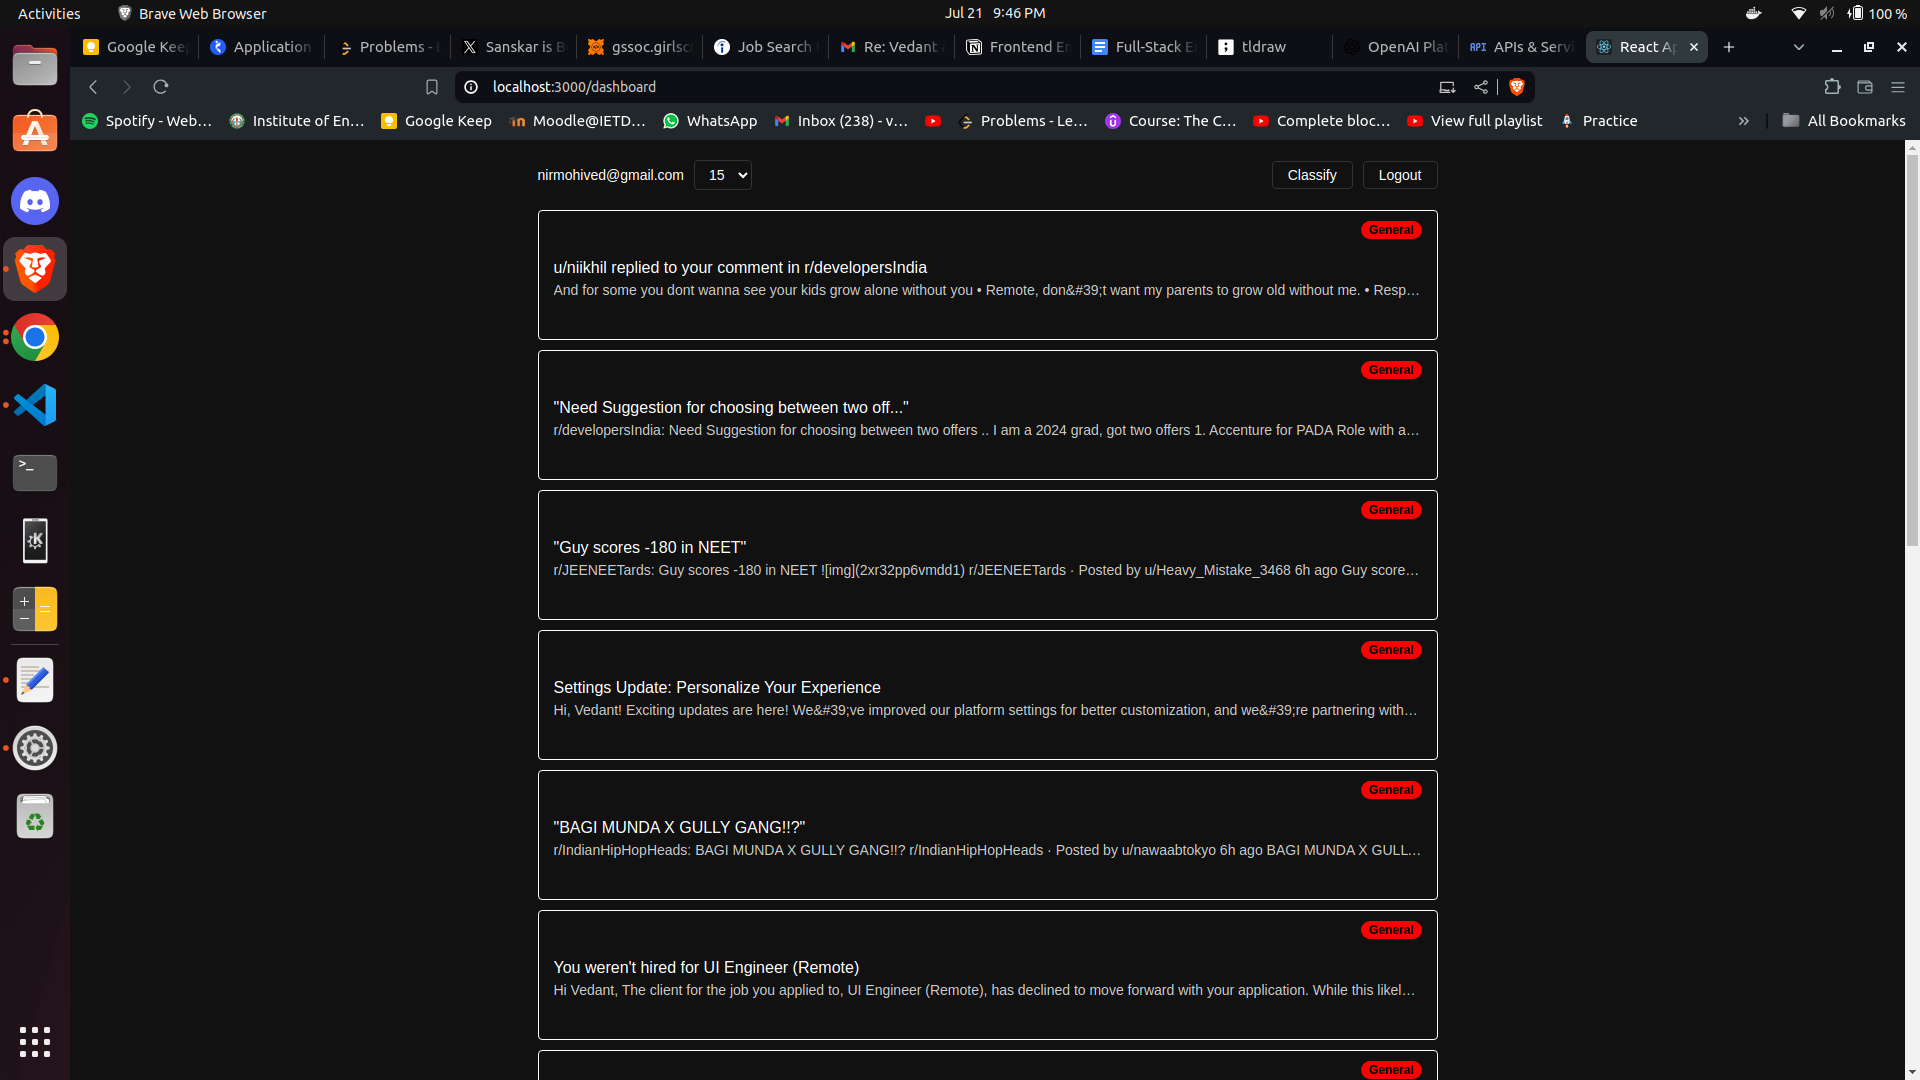 Activities
Brave Web Browser
Jul 21 9:46 PM
100 %
Google Kee
Application
Problems - L
Sanskar is B
gssoc.girlsc
Job Search
Re: Vedant
Frontend En
Full-Stack E
tldraw
OpenAI Pla
API APIs & Servi
React Ap
localhost:3000/dashboard
Spotify - Web...
Institute of En...
Google Keep
Moodle@IETD...
WhatsApp
Inbox (238) - v...
Problems - Le...
Course: The C...
Complete bloc...
View full playlist
Practice
All Bookmarks
nirmohived@gmail.com
15
Classify
Logout
General
u/niikhil replied to your comment in r/developersIndia
And for some you dont wanna see your kids grow alone without you • Remote, don&#39;t want my parents to grow old without me. • Resp...
General
"Need Suggestion for choosing between two off..."
r/developersIndia: Need Suggestion for choosing between two offers .. I am a 2024 grad, got two offers 1. Accenture for PADA Role with a...
General
"Guy scores -180 in NEET"
r/JEENEETards: Guy scores -180 in NEET ![img](2xr32pp6vmdd1) r/JEENEETards · Posted by u/Heavy_Mistake_3468 6h ago Guy score...
General
Settings Update: Personalize Your Experience
Hi, Vedant! Exciting updates are here! We&#39;ve improved our platform settings for better customization, and we&#39;re partnering with...
General
"BAGI MUNDA X GULLY GANG!!?"
r/IndianHipHopHeads: BAGI MUNDA X GULLY GANG!!? r/IndianHipHopHeads · Posted by u/nawaabtokyo 6h ago BAGI MUNDA X GULL...
General
You weren't hired for UI Engineer (Remote)
Hi Vedant, The client for the job you applied to, UI Engineer (Remote), has declined to move forward with your application. While this likel...
General